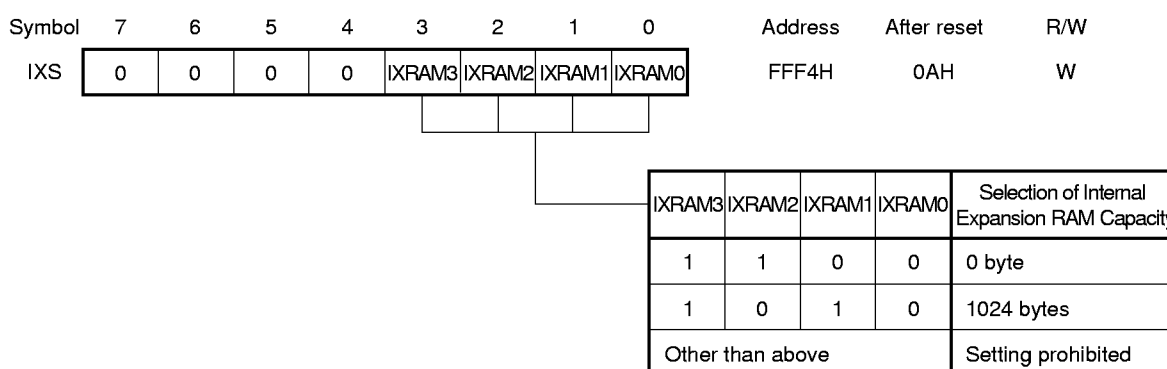 Symbol 7 6 5 4 3 2 1 0 Address After reset R/W
IXS 0 0 0 0 IXRAM3 IXRAM2 IXRAM1 IXRAM0 FFF4H 0AH W
IXRAM3 IXRAM2 IXRAM1 IXRAM0 Selection of Internal
Expansion RAM Capacity
1 1 0 0 0 byte
1 0 1 0 1024 bytes
Other than above Setting prohibited